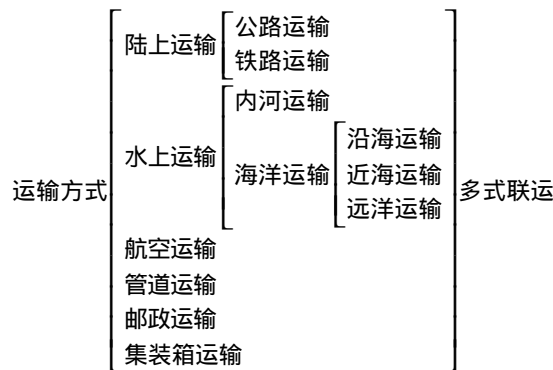 公路运输
陆上运输
铁路运输
内河运输
沿海运输
水上运输
海洋运输
近海运输
运输方式
多式联运
远洋运输
航空运输
管道运输
邮政运输
集装箱运输